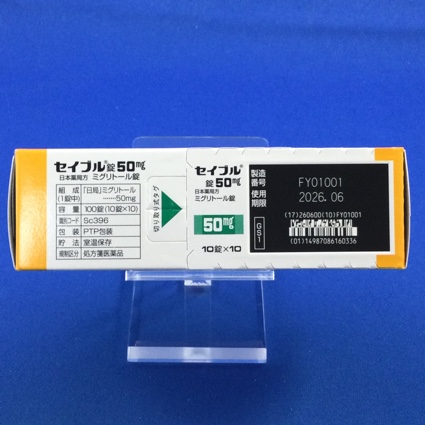 セイブル®錠50mg
日本薬局方 ミグリトール錠
組成(1錠中) 「日局」ミグリトール ……50mg
容量 100錠(10錠×10)
識別コード Sc396
包装 PTP包装
貯法 室温保存
規制区分 処方箋医薬品
切り取り式タグ
セイブル®
錠50mg
日本薬局方 ミグリトール錠
50mg
10錠×10
製造番号 FY01001
使用期限 2026.06
(17)260600(10)FY01001
GS1
(01)14987086160336